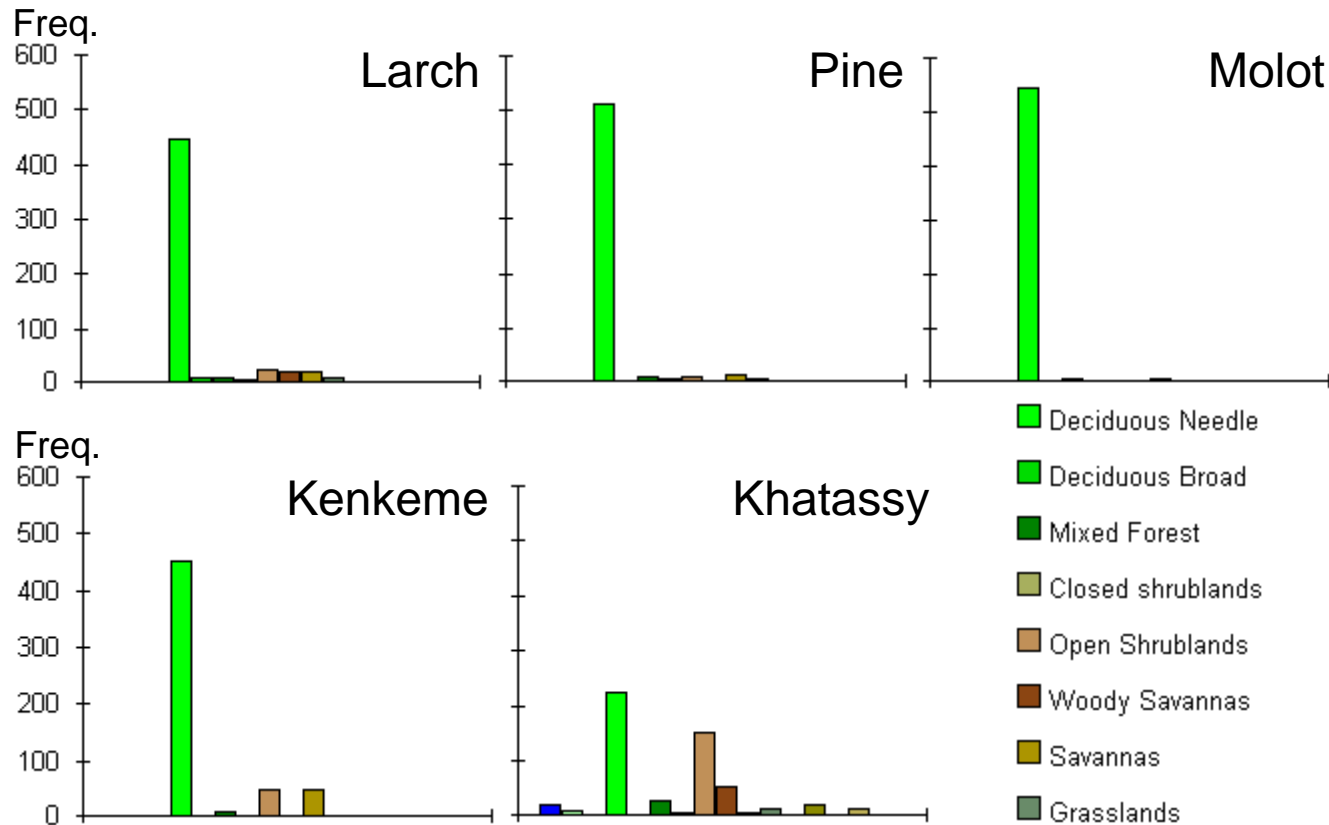 Freq.
600
500
400
300
200
100
0
Larch
Pine
Molot
Freq.
600
500
400
300
200
100
0
Kenkeme
Khatassy
Deciduous Needle
Deciduous Broad
Mixed Forest
Closed shrublands
Open Shrublands
Woody Savannas
Savannas
Grasslands